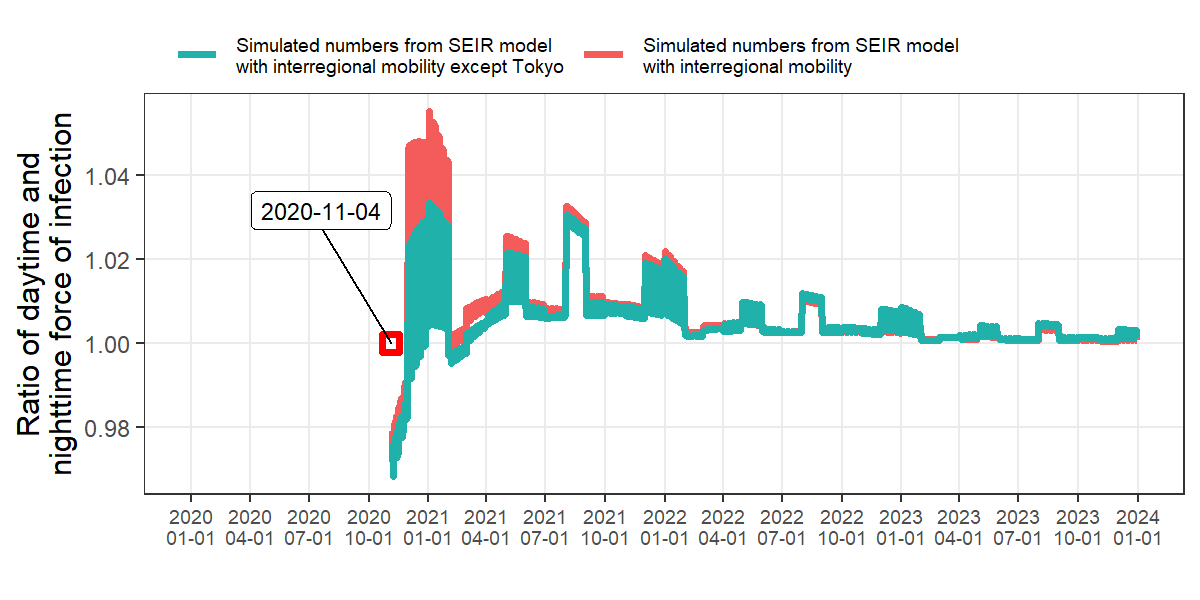 Simulated numbers from SEIR model
with interregional mobility except Tokyo
Simulated numbers from SEIR model
with interregional mobility
Ratio of daytime and
nighttime force of infection
1.04
1.02
1.00
0.98
2020-11-04
2020 2020 2020 2020 2021 2021 2021 2021 2022 2022 2022 2022 2023 2023 2023 2023 2024
01-01 04-01 07-01 10-01 01-01 04-01 07-01 10-01 01-01 04-01 07-01 10-01 01-01 04-01 07-01 10-01 01-01